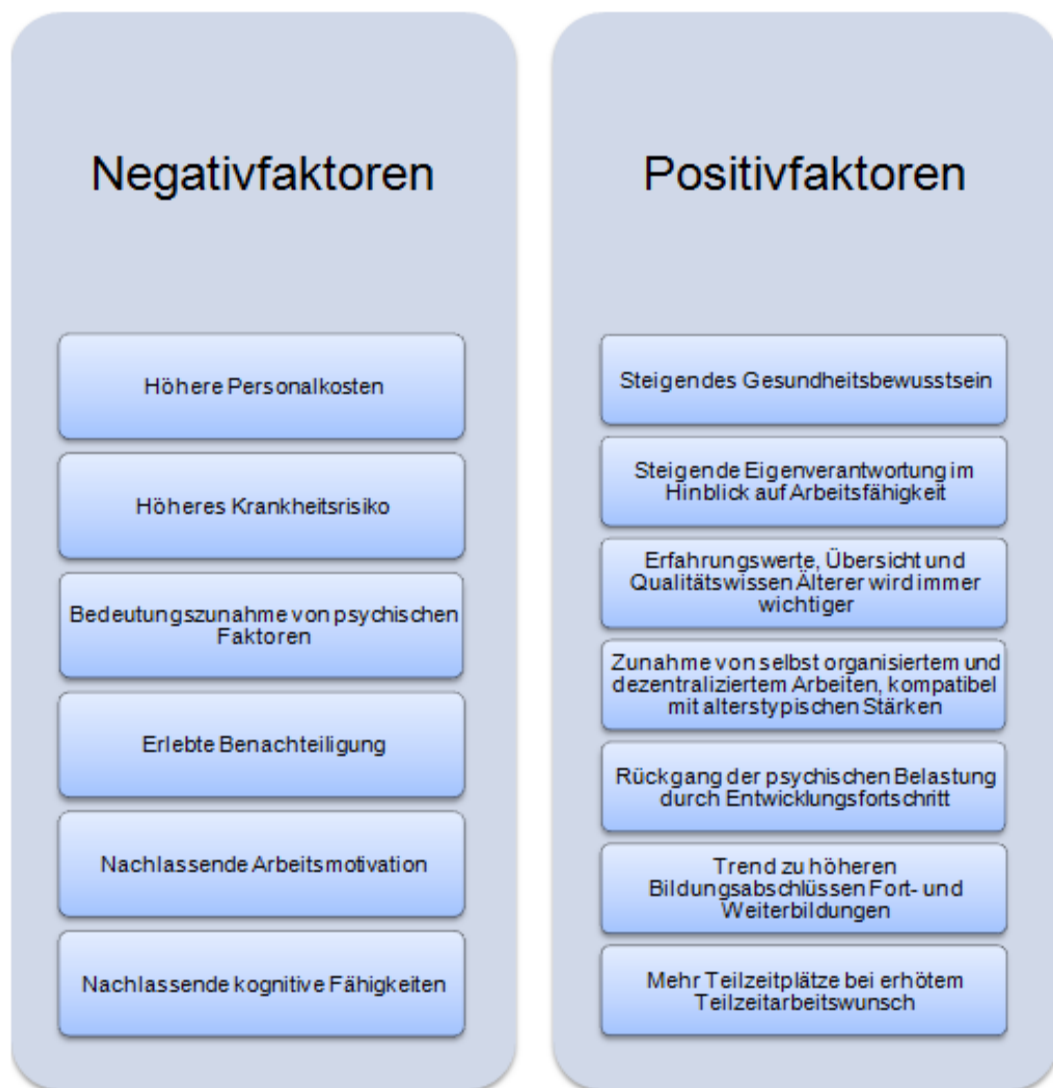 Negativfaktoren
Höhere Personalkosten
Höheres Krankheitsrisiko
Bedeutungszunahme von psychischen
Faktoren
Erlebte Benachteiligung
Nachlassende Arbeitsmotivation
Nachlassende kognitive Fähigkeiten
Positivfaktoren
Steigendes Gesundheitsbewusstsein
Steigende Eigenverantwortung im
Hinblick auf Arbeitsfähigkeit
Erfahrungswerte, Übersicht und
Qualitätswissen Älterer wird immer
wichtiger
Zunahme von selbst organisiertem und
dezentraliziertem Arbeiten, kompatibel
mit alterstypischen Stärken
Rückgang der psychischen Belastung
durch Entwicklungsfortschritt
Trend zu höheren
Bildungsabschlüssen Fort- und
Weiterbildungen
Mehr Teilzeitplätze bei erhötem
Teilzeitarbeitswunsch